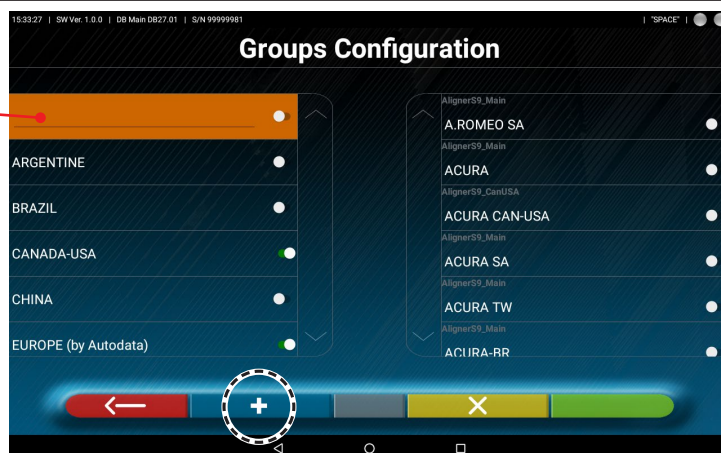 15:33:27 | SW Ver. 1.0.0 | DB Main DB27.01 | S/N 99999981 | "SPACE" |
Groups Configuration
ARGENTINE
BRAZIL
CANADA-USA
CHINA
EUROPE (by Autodata)
AlignerS9_Main
A.ROMEO SA
AlignerS9_Main
ACURA
AlignerS9_CanUSA
ACURA CAN-USA
AlignerS9_Main
ACURA SA
AlignerS9_Main
ACURA TW
AlignerS9_Main
ACURA-BR